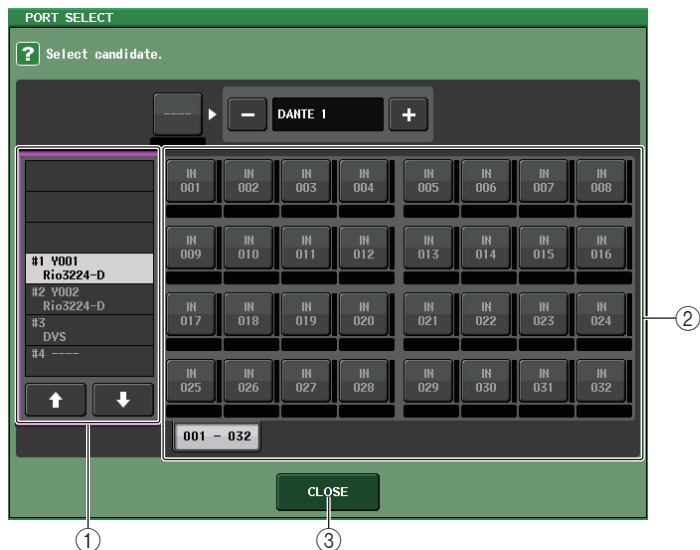 PORT SELECT
? Select candidate.
---- DANTE 1
− +
IN 001 IN 002 IN 003 IN 004 IN 005 IN 006 IN 007 IN 008
IN 009 IN 010 IN 011 IN 012 IN 013 IN 014 IN 015 IN 016
IN 017 IN 018 IN 019 IN 020 IN 021 IN 022 IN 023 IN 024
IN 025 IN 026 IN 027 IN 028 IN 029 IN 030 IN 031 IN 032
#1 Y001
Rio3224-D
#2 Y002
Rio3224-D
#3
DVS
#4 ----
001 - 032
CLOSE
①
②
③